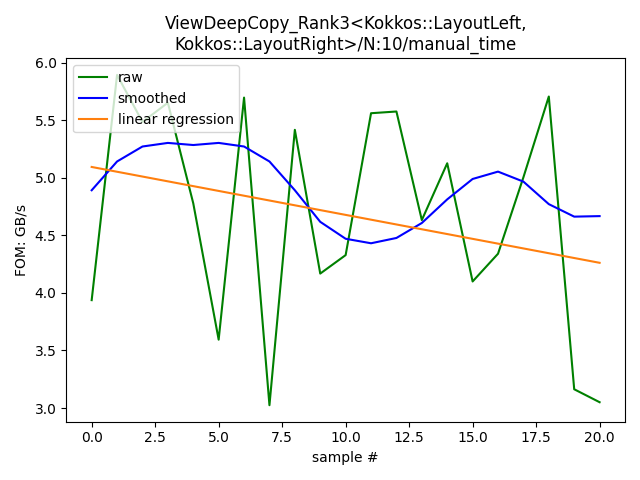 ViewDeepCopy_Rank3<Kokkos::LayoutLeft,
Kokkos::LayoutRight>/N:10/manual_time
raw
smoothed
linear regression
FOM: GB/s
6.0
5.5
5.0
4.5
4.0
3.5
3.0
0.0 2.5 5.0 7.5 10.0 12.5 15.0 17.5 20.0
sample #